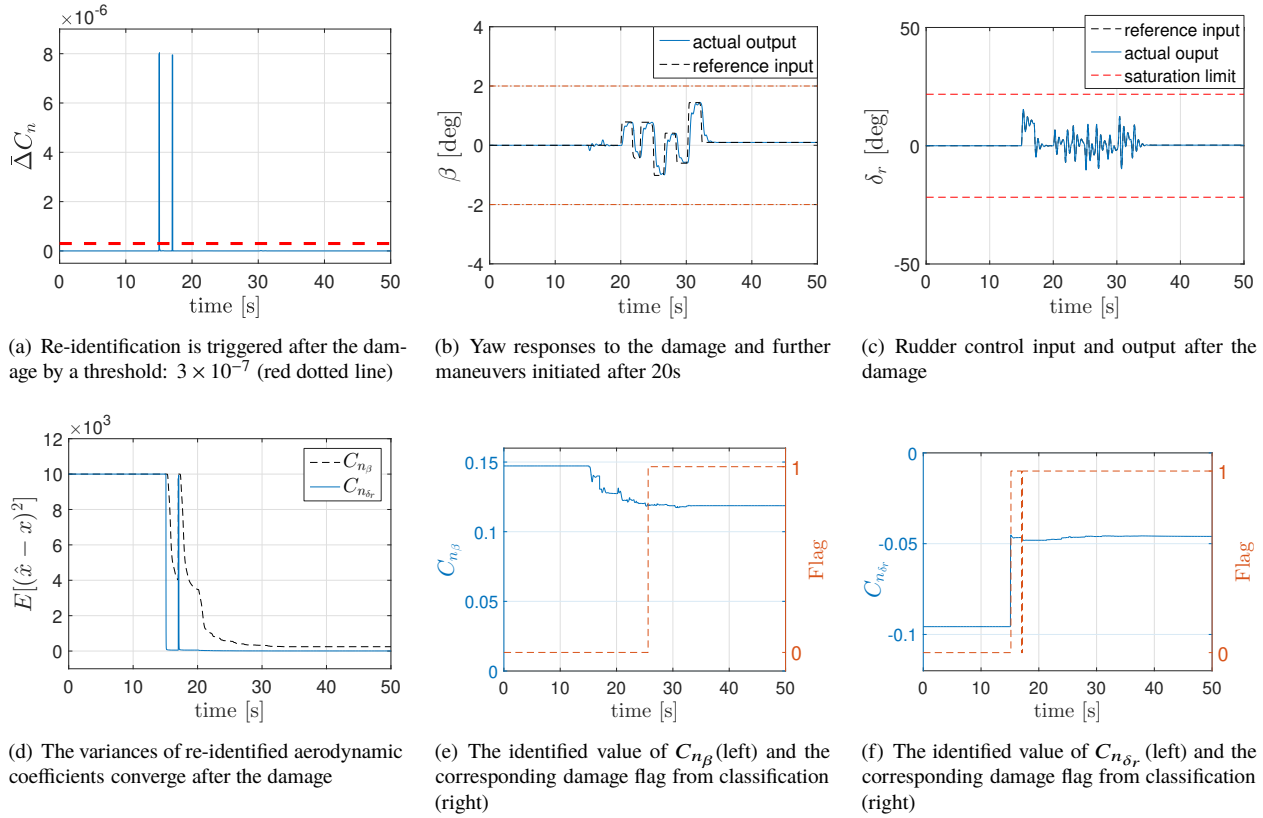 ×10⁻⁶
8
6
4
2
0
0 10 20 30 40 50
Δ̄C_n
time [s]
(a) Re-identification is triggered after the dam-
age by a threshold: 3 × 10⁻⁷ (red dotted line)
4
2
0
-2
-4
0 10 20 30 40 50
β [deg]
time [s]
actual output
reference input
(b) Yaw responses to the damage and further
maneuvers initiated after 20s
50
0
-50
0 10 20 30 40 50
δ_r [deg]
time [s]
reference input
actual ouput
saturation limit
(c) Rudder control input and output after the
damage
×10³
12
10
8
6
4
2
0
0 10 20 30 40 50
E[(x̂ − x)²]
time [s]
C_{n_β}
C_{n_{δ_r}}
(d) The variances of re-identified aerodynamic
coefficients converge after the damage
0.15
0.1
0.05
0
0 10 20 30 40 50
C_{n_β}
time [s]
1
0
Flag
(e) The identified value of C_{n_β} (left) and the
corresponding damage flag from classification
(right)
0
-0.05
-0.1
0 10 20 30 40 50
C_{n_{δ_r}}
time [s]
1
0
Flag
(f) The identified value of C_{n_{δ_r}} (left) and the
corresponding damage flag from classification
(right)